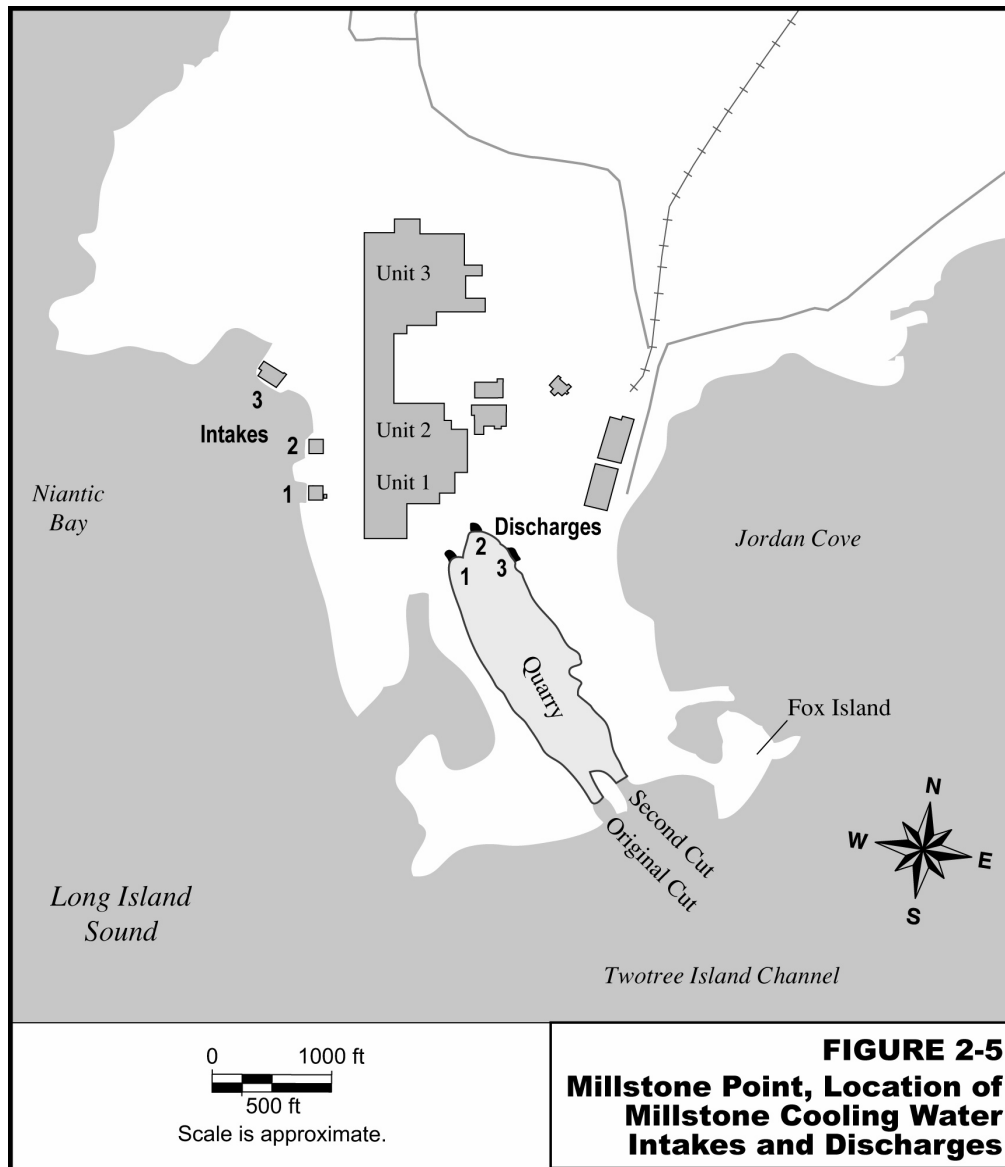 Unit 3
3
Intakes
2
1
Unit 2
Unit 1
Niantic
Bay
Discharges
2
1
3
Jordan Cove
Quarry
Fox Island
Second Cut
Original Cut
N
W
E
S
Long Island
Sound
Twotree Island Channel
0 1000 ft
500 ft
Scale is approximate.
FIGURE 2-5
Millstone Point, Location of
Millstone Cooling Water
Intakes and Discharges